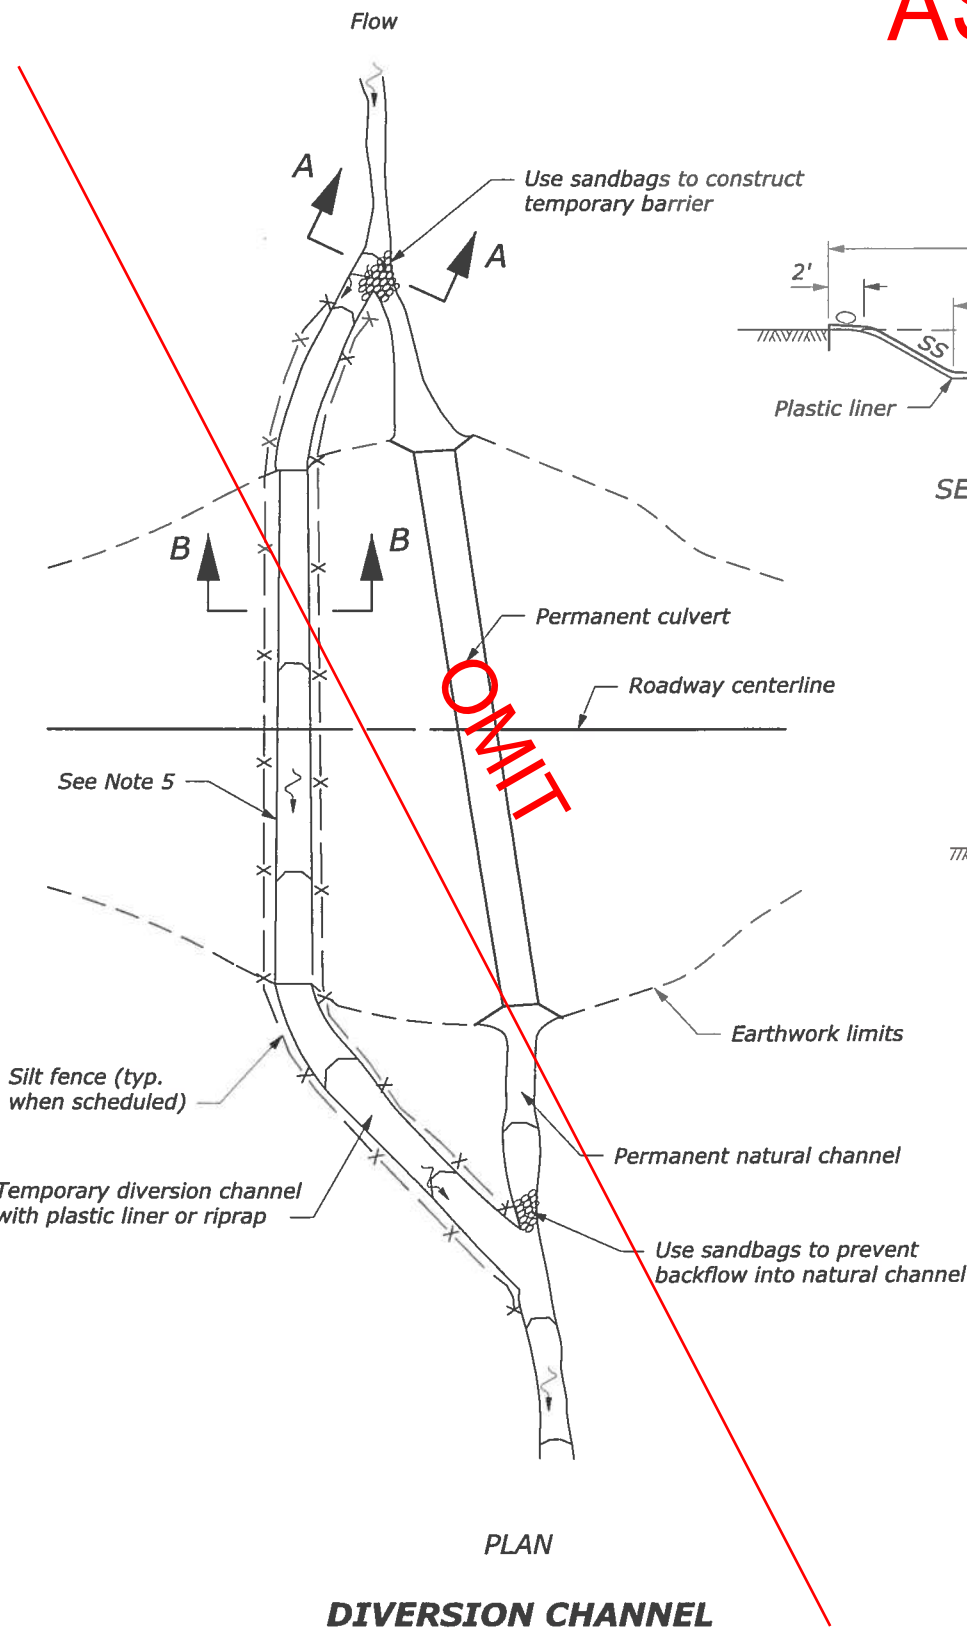 Flow
AS
A
Use sandbags to construct
temporary barrier
A
2'
SS
Plastic liner
SE
B
B
Permanent culvert
OMIT
Roadway centerline
See Note 5
Earthwork limits
Silt fence (typ.
when scheduled)
Permanent natural channel
Temporary diversion channel
with plastic liner or riprap
Use sandbags to prevent
backflow into natural channel
PLAN
DIVERSION CHANNEL